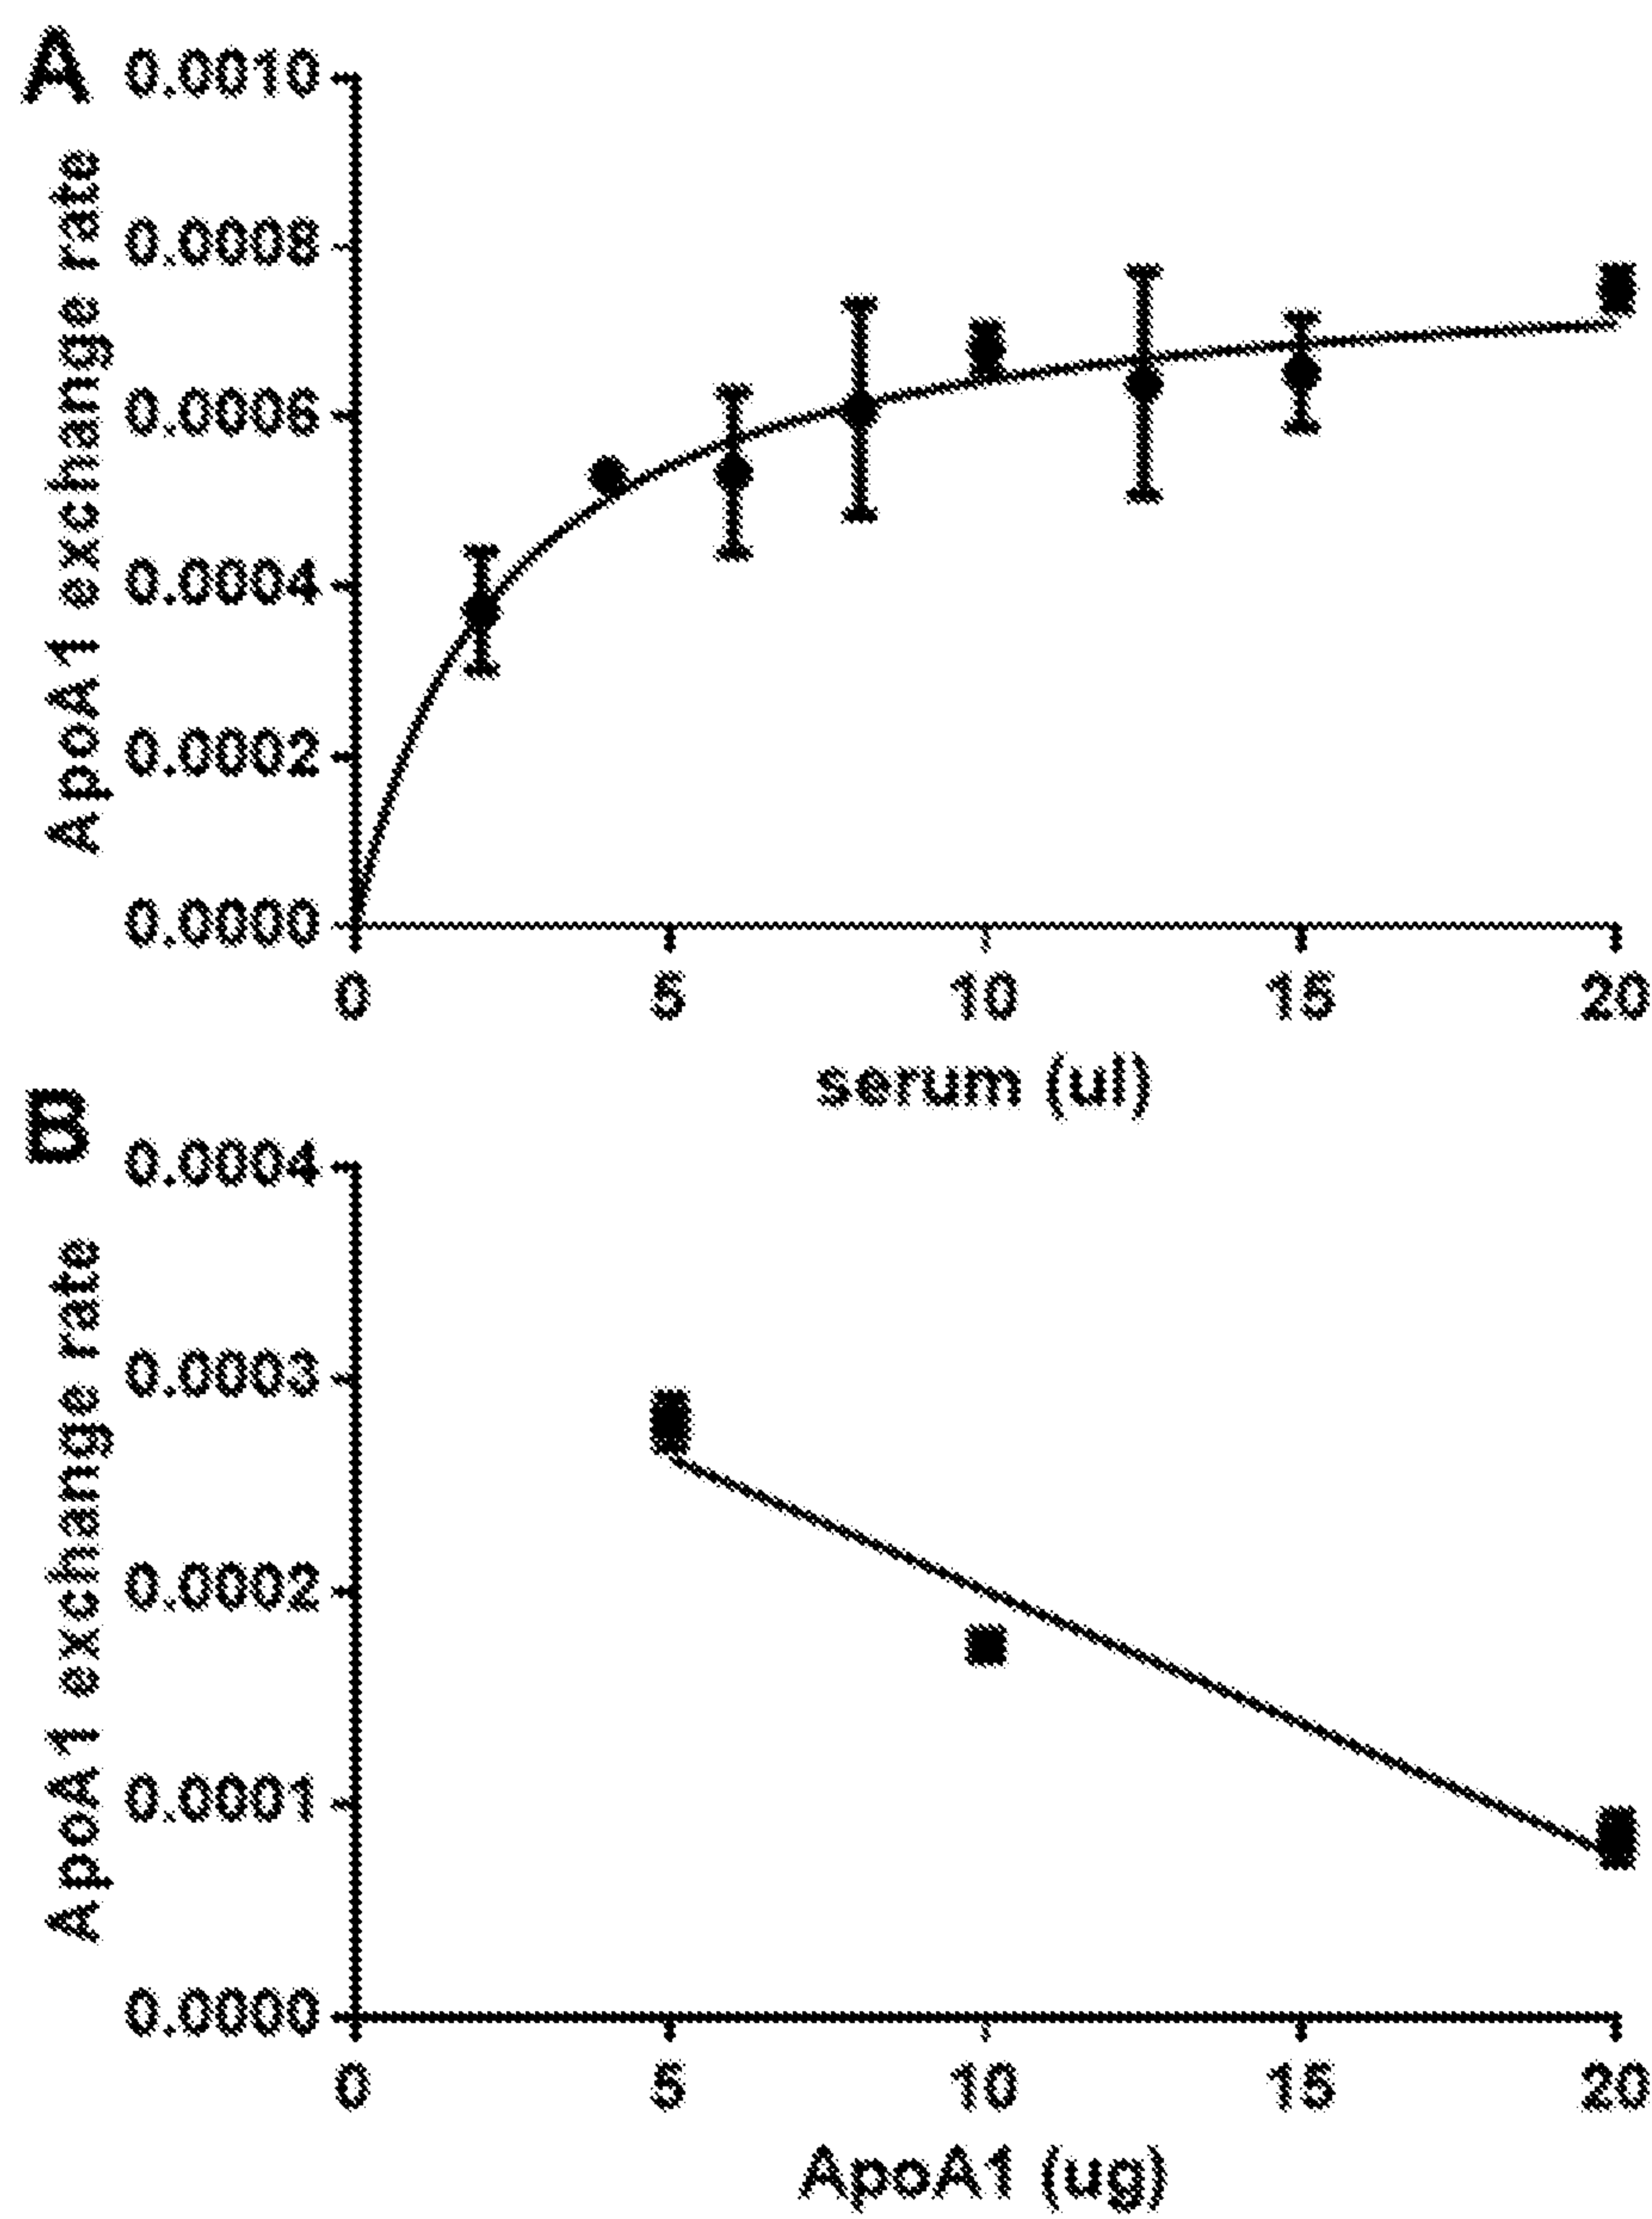 A
0.0010
0.0008
0.0006
0.0004
0.0002
0.0000
ApoA1 exchange rate
0 5 10 15 20
serum (ul)
B
0.0004
0.0003
0.0002
0.0001
0.0000
ApoA1 exchange rate
0 5 10 15 20
ApoA1 (ug)